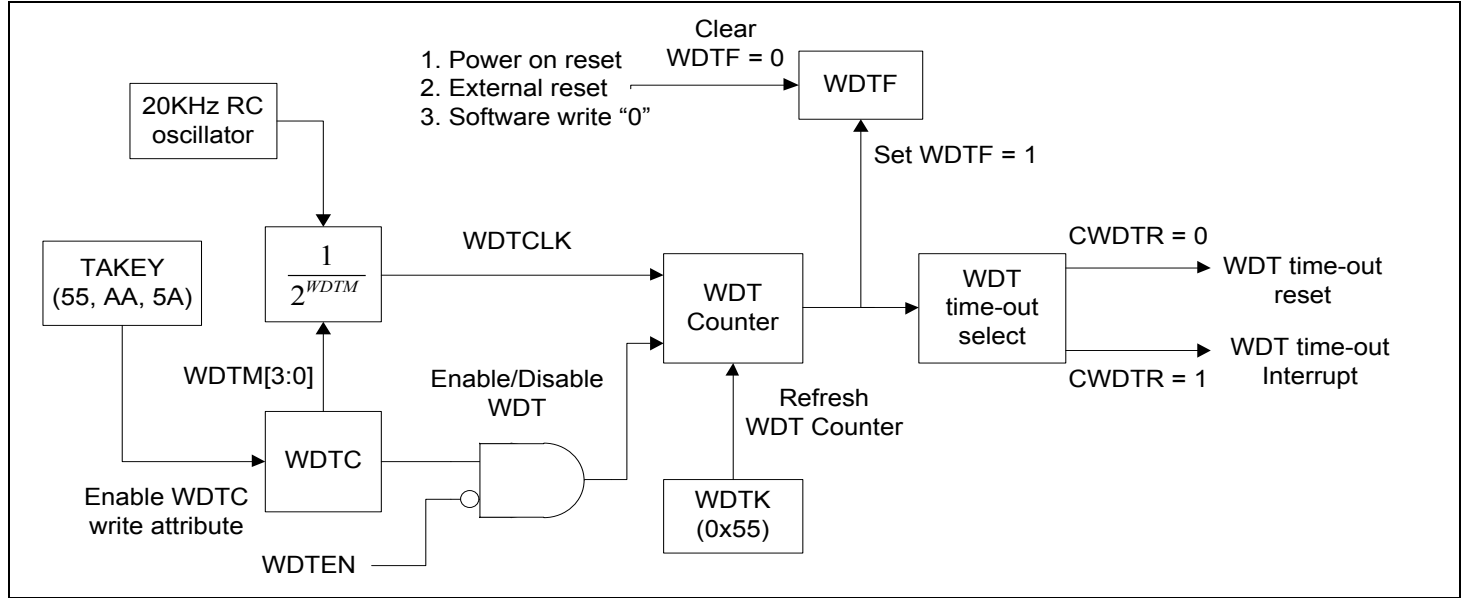 Clear
WDTF = 0
1. Power on reset
2. External reset
3. Software write “0”
WDTF
20KHz RC
oscillator
Set WDTF = 1
TAKEY
(55, AA, 5A)
1
2^WDTM
WDTCLK
WDT
Counter
WDT
time-out
select
CWDTR = 0
WDT time-out
reset
WDT time-out
Interrupt
CWDTR = 1
WDTM[3:0]
Enable/Disable
WDT
Refresh
WDT Counter
WDTC
Enable WDTC
write attribute
WDTK
(0x55)
WDTEN